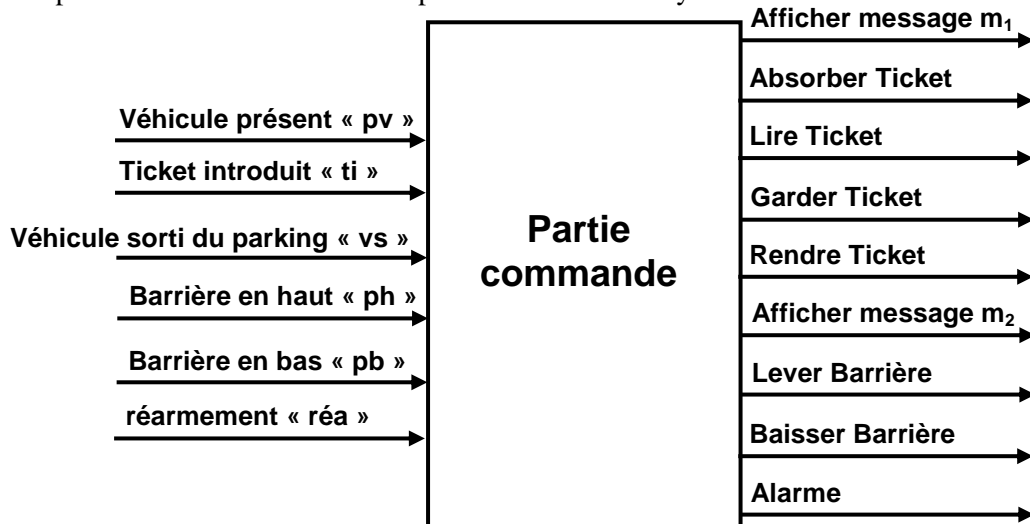 Afficher message m₁
Absorber Ticket
Véhicule présent « pv »
Lire Ticket
Ticket introduit « ti »
Garder Ticket
Véhicule sorti du parking « vs »
Partie
commande
Rendre Ticket
Barrière en haut « ph »
Afficher message m₂
Barrière en bas « pb »
Lever Barrière
réarmement « réa »
Baisser Barrière
Alarme